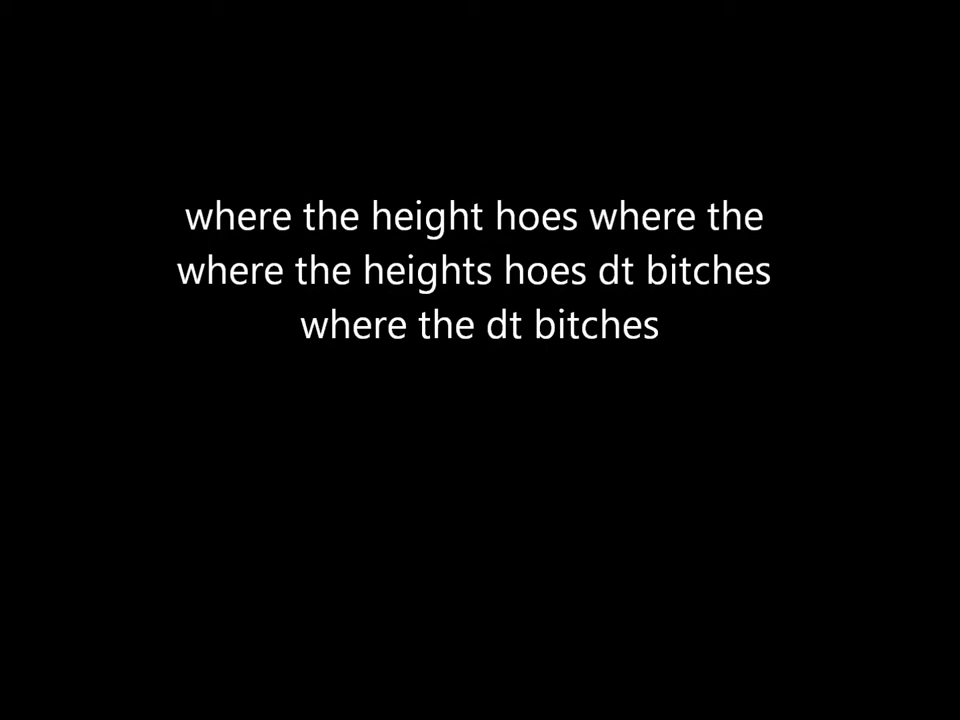 where the height hoes where the
where the heights hoes dt bitches
where the dt bitches